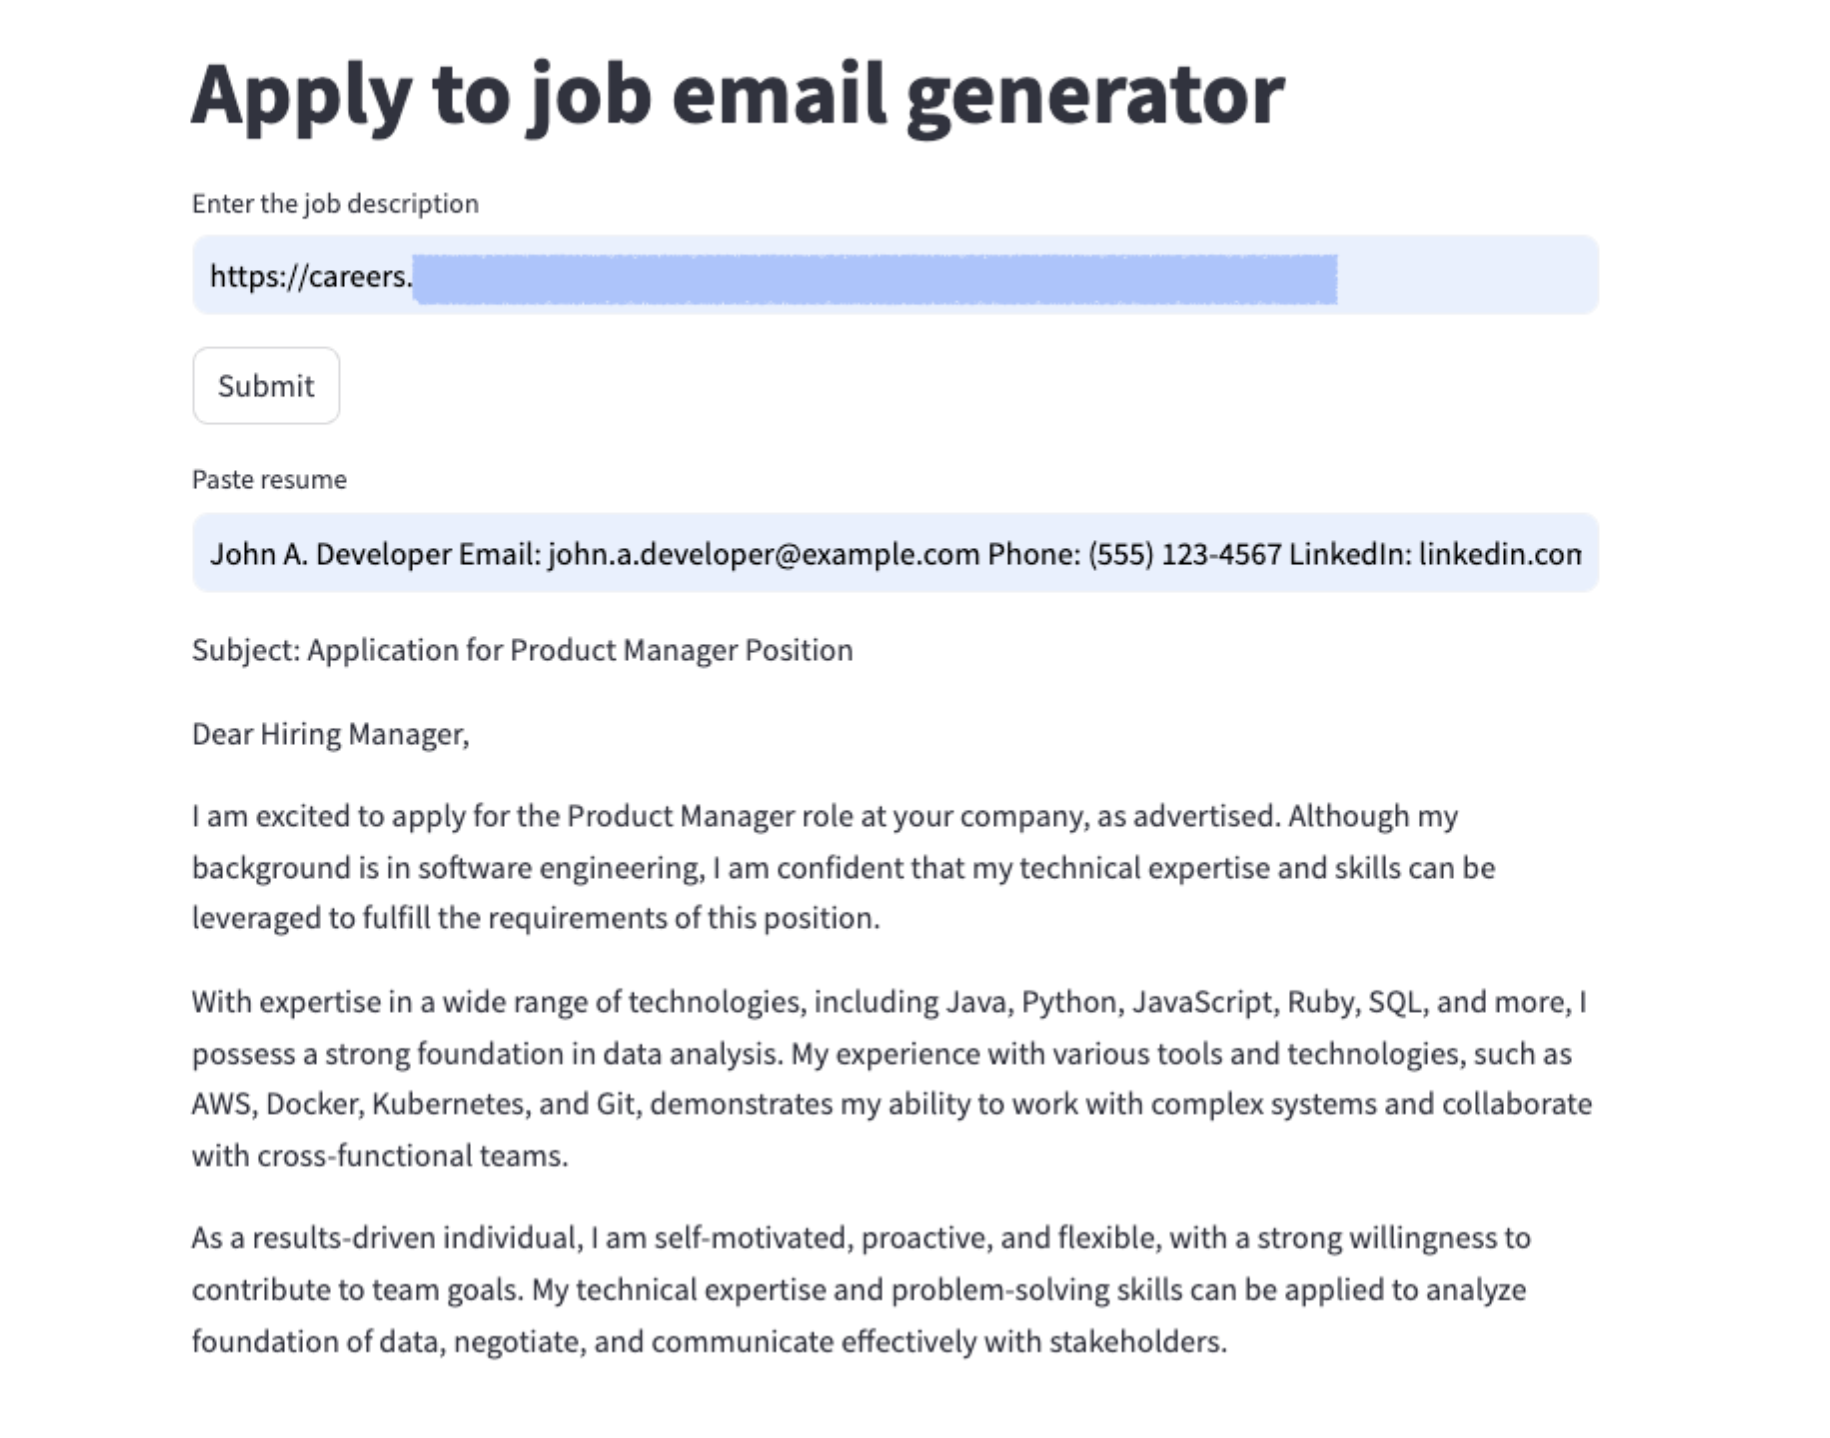 Apply to job email generator
Enter the job description
https://careers.
Submit
Paste resume
John A. Developer Email: john.a.developer@example.com Phone: (555) 123-4567 LinkedIn: linkedin.com
Subject: Application for Product Manager Position
Dear Hiring Manager,
I am excited to apply for the Product Manager role at your company, as advertised. Although my
background is in software engineering, I am confident that my technical expertise and skills can be
leveraged to fulfill the requirements of this position.
With expertise in a wide range of technologies, including Java, Python, JavaScript, Ruby, SQL, and more, I
possess a strong foundation in data analysis. My experience with various tools and technologies, such as
AWS, Docker, Kubernetes, and Git, demonstrates my ability to work with complex systems and collaborate
with cross-functional teams.
As a results-driven individual, I am self-motivated, proactive, and flexible, with a strong willingness to
contribute to team goals. My technical expertise and problem-solving skills can be applied to analyze
foundation of data, negotiate, and communicate effectively with stakeholders.